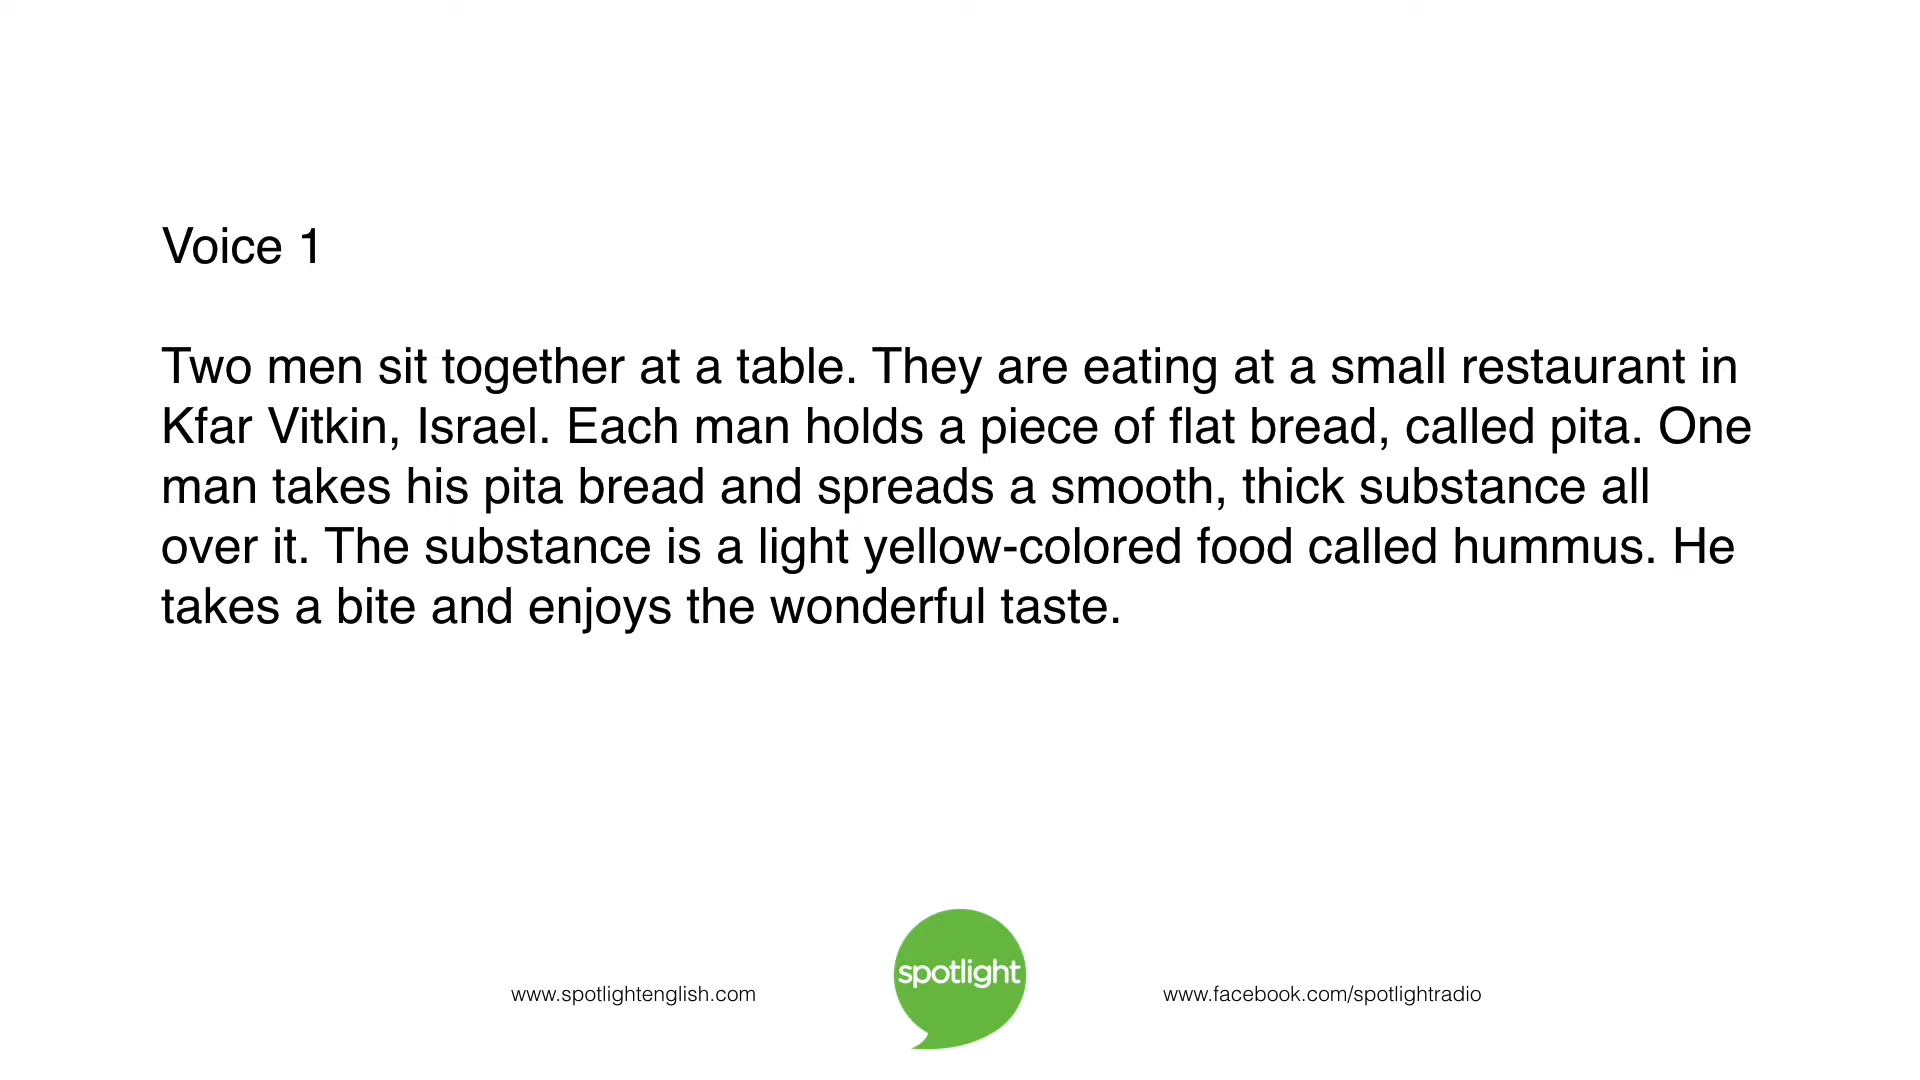 Voice 1
Two men sit together at a table. They are eating at a small restaurant in
Kfar Vitkin, Israel. Each man holds a piece of flat bread, called pita. One
man takes his pita bread and spreads a smooth, thick substance all
over it. The substance is a light yellow-colored food called hummus. He
takes a bite and enjoys the wonderful taste.
spotlight
www.spotlightenglish.com
www.facebook.com/spotlightradio